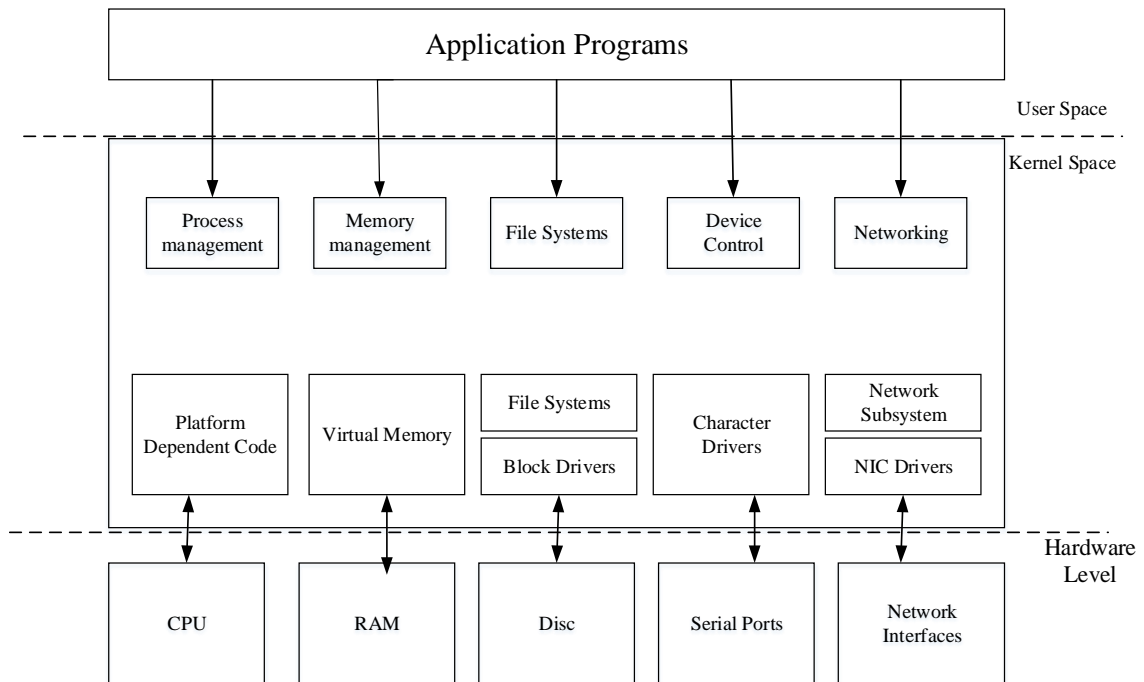 Application Programs
User Space
Kernel Space
Process
management
Memory
management
File Systems
Device
Control
Networking
Platform
Dependent Code
Virtual Memory
File Systems
Block Drivers
Character
Drivers
Network
Subsystem
NIC Drivers
Hardware
Level
CPU
RAM
Disc
Serial Ports
Network
Interfaces